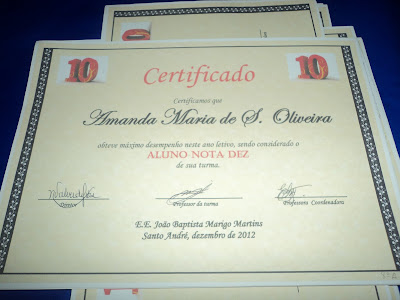 10 Certificado 10
Certificamos que
Amanda Maria de S. Oliveira
obteve máximo desempenho neste ano letivo, sendo considerado o
ALUNO NOTA DEZ
de sua turma.
Diretor Professor da turma Professora Coordenadora
E.E. João Baptista Marigo Martins
Santo André, dezembro de 2012